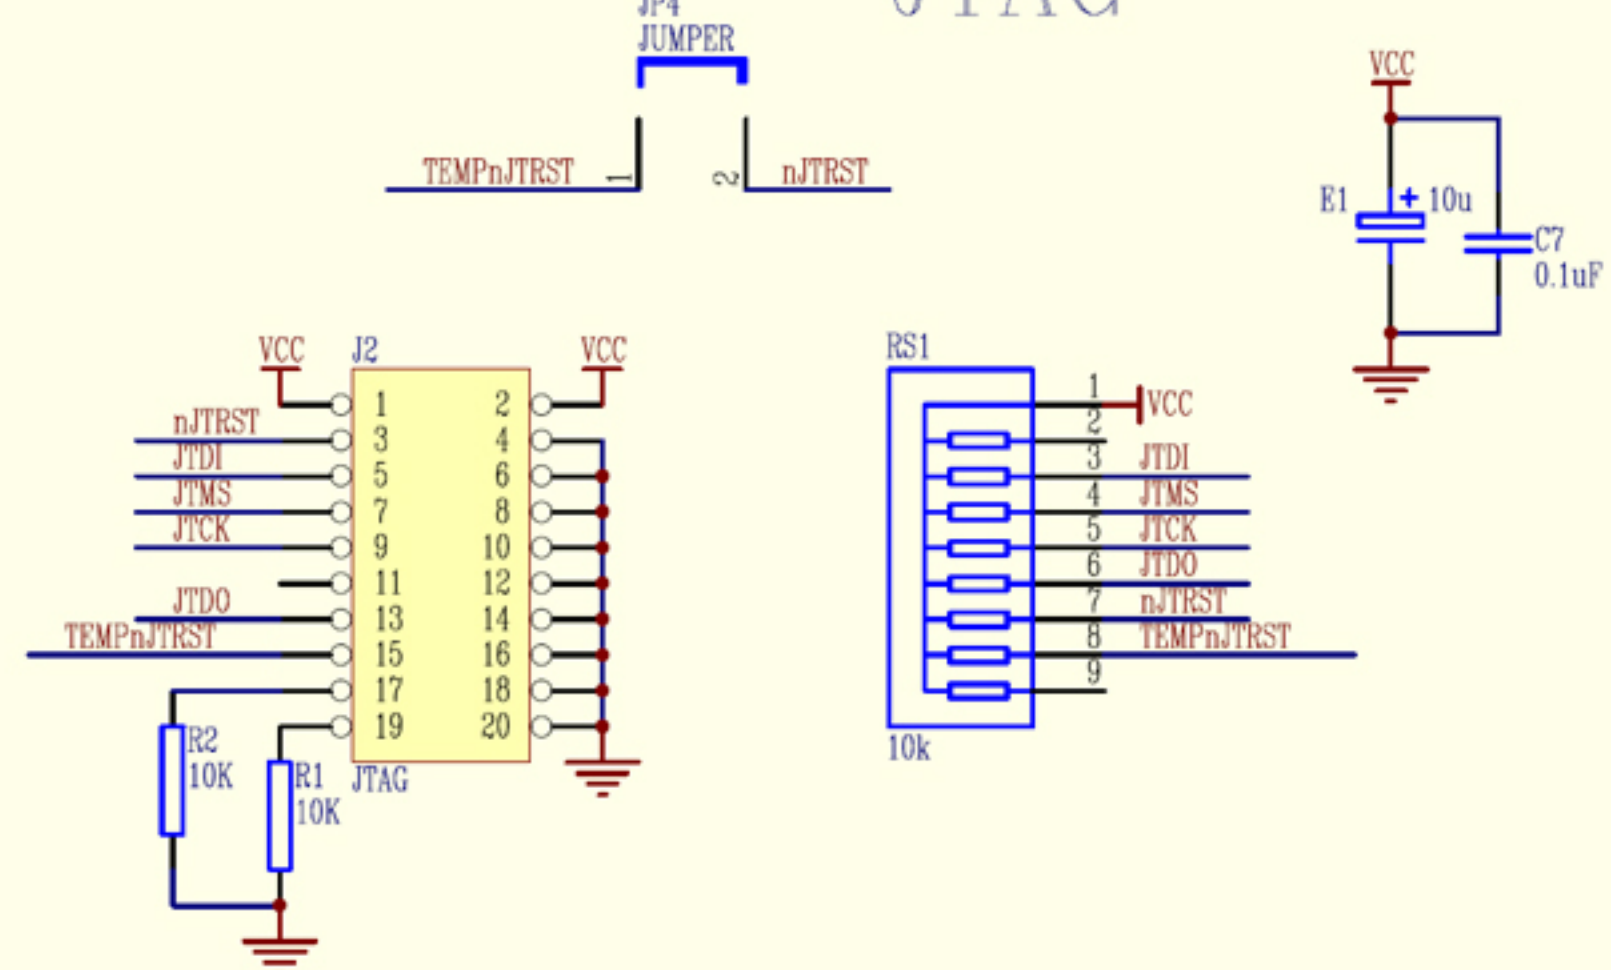 JP4
JTAG
JUMPER
TEMPnJTRST
1
2
nJTRST
VCC
E1
+
10u
C7
0.1uF
VCC
J2
VCC
1
2
nJTRST
3
4
JTDI
5
6
JTMS
7
8
JTCK
9
10
11
12
JTDO
13
14
TEMPnJTRST
15
16
17
18
19
20
R2
10K
R1
10K
JTAG
RS1
1
VCC
2
3
JTDI
4
JTMS
5
JTCK
6
JTDO
7
nJTRST
8
TEMPnJTRST
9
10k